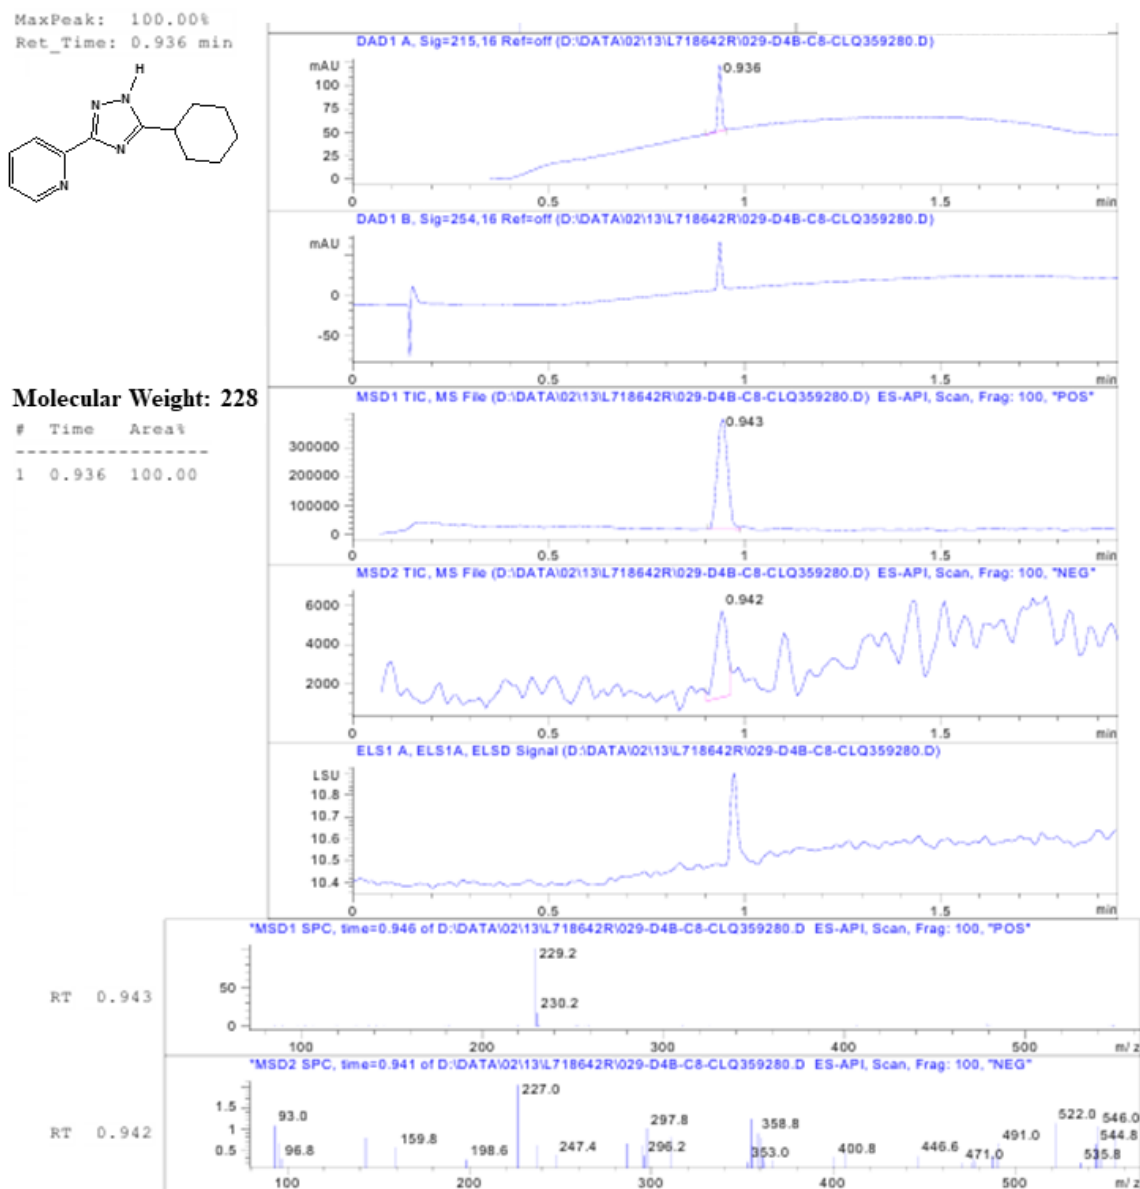 MaxPeak: 100.00%
Ret_Time: 0.936 min
H
N N
N
N
Molecular Weight: 228
# Time Area%
-----------------
1 0.936 100.00
DAD1 A, Sig=215,16 Ref=off (D:\DATA\02\13\L718642R\029-D4B-C8-CLQ359280.D)
mAU
0.936
100
75
50
25
0
0 0.5 1 1.5 min
DAD1 B, Sig=254,16 Ref=off (D:\DATA\02\13\L718642R\029-D4B-C8-CLQ359280.D)
mAU
0
-50
0 0.5 1 1.5 min
MSD1 TIC, MS File (D:\DATA\02\13\L718642R\029-D4B-C8-CLQ359280.D) ES-API, Scan, Frag: 100, "POS"
0.943
300000
200000
100000
0
0 0.5 1 1.5 min
MSD2 TIC, MS File (D:\DATA\02\13\L718642R\029-D4B-C8-CLQ359280.D) ES-API, Scan, Frag: 100, "NEG"
0.942
6000
4000
2000
0 0.5 1 1.5 min
ELS1 A, ELS1A, ELSD Signal (D:\DATA\02\13\L718642R\029-D4B-C8-CLQ359280.D)
LSU
10.8
10.7
10.6
10.5
10.4
0 0.5 1 1.5 min
*MSD1 SPC, time=0.946 of D:\DATA\02\13\L718642R\029-D4B-C8-CLQ359280.D ES-API, Scan, Frag: 100, "POS"
RT 0.943
229.2
50
230.2
0
100 200 300 400 500 m/z
*MSD2 SPC, time=0.941 of D:\DATA\02\13\L718642R\029-D4B-C8-CLQ359280.D ES-API, Scan, Frag: 100, "NEG"
RT 0.942
227.0
1.5
93.0 297.8 358.8 522.0 546.0
1
159.8 491.0 544.8
0.5
96.8 198.6 247.4 296.2 353.0 400.8 446.6 471.0 535.8
100 200 300 400 500 m/z